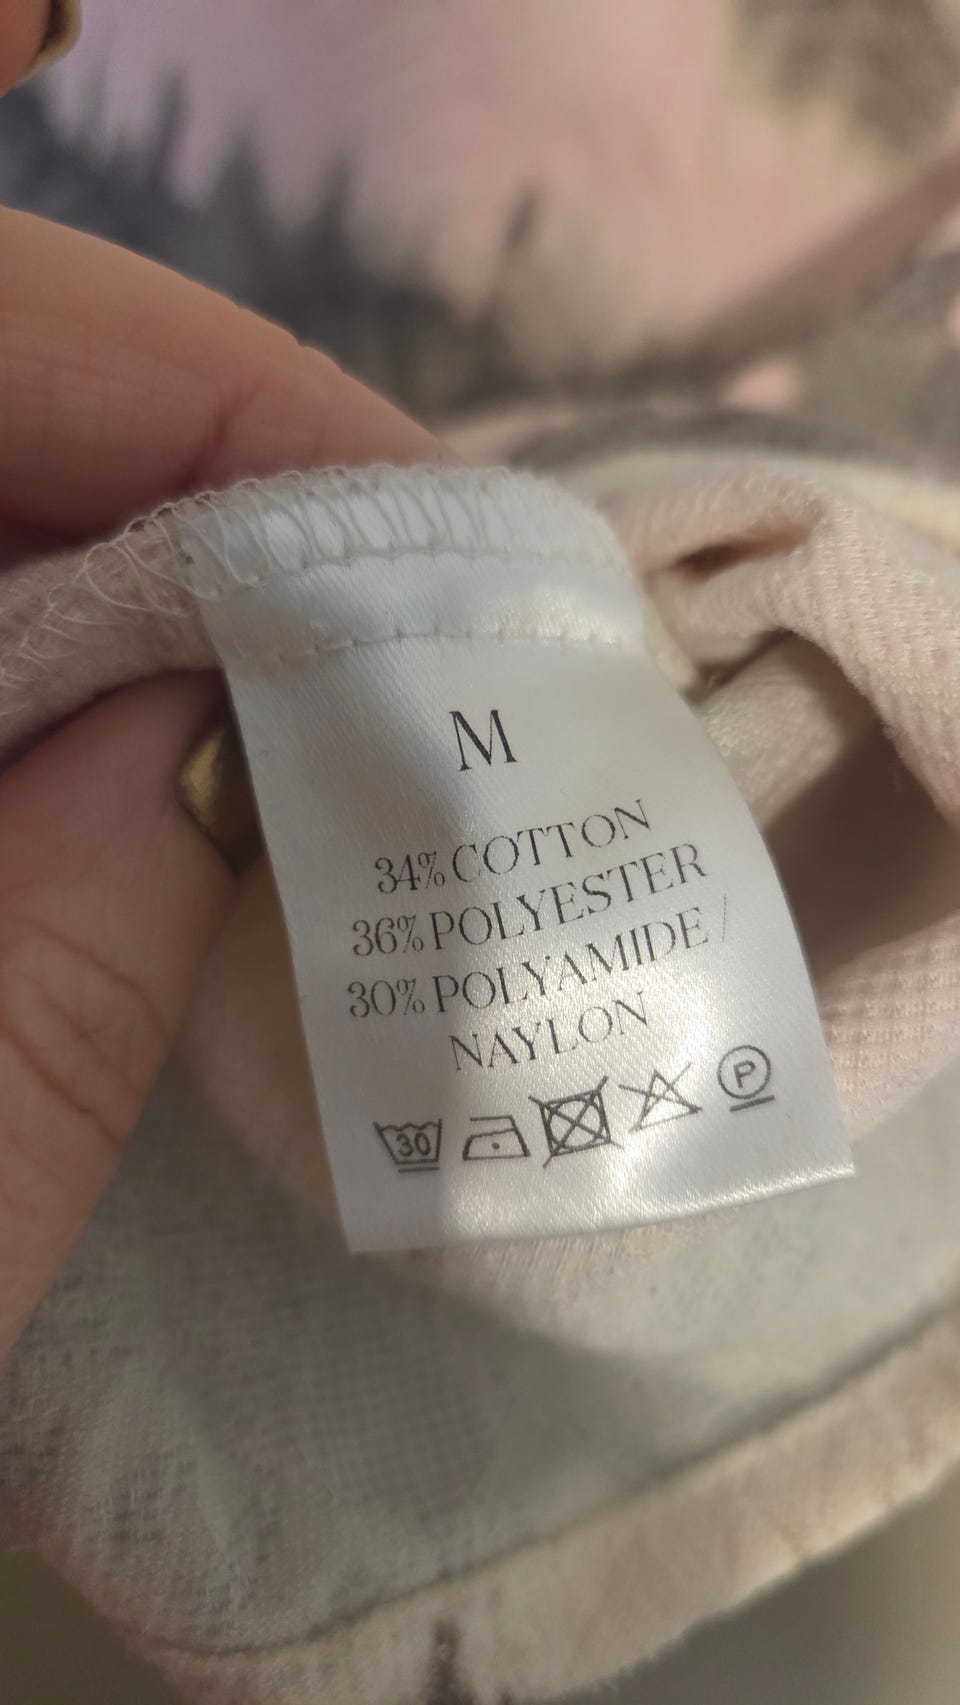 M
34% COTTON
36% POLYESTER
30% POLYAMIDE /
NAYLON
30
P